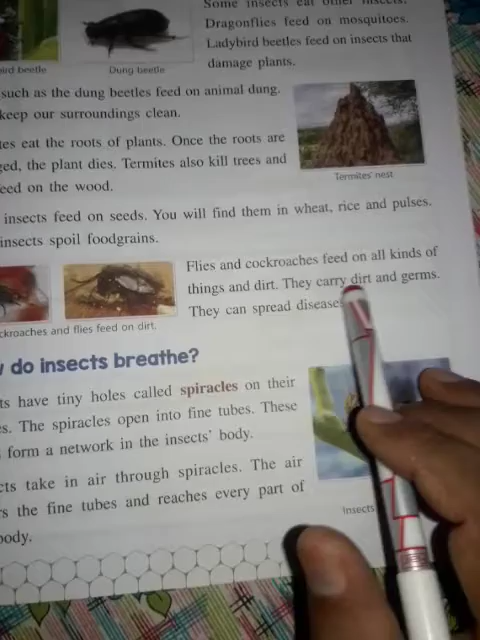 Some insects eat other insects.
Dragonflies feed on mosquitoes.
Ladybird beetles feed on insects that
damage plants.
bird beetle
Dung beetle
such as the dung beetles feed on animal dung.
keep our surroundings clean.
tes eat the roots of plants. Once the roots are
ged, the plant dies. Termites also kill trees and
eed on the wood.
Termites' nest
insects feed on seeds. You will find them in wheat, rice and pulses.
insects spoil foodgrains.
Flies and cockroaches feed on all kinds of
things and dirt. They carry dirt and germs.
They can spread disease
ckroaches and flies feed on dirt.
w do insects breathe?
ts have tiny holes called spiracles on their
es. The spiracles open into fine tubes. These
form a network in the insects' body.
cts take in air through spiracles. The air
rs the fine tubes and reaches every part of
body.
Insects